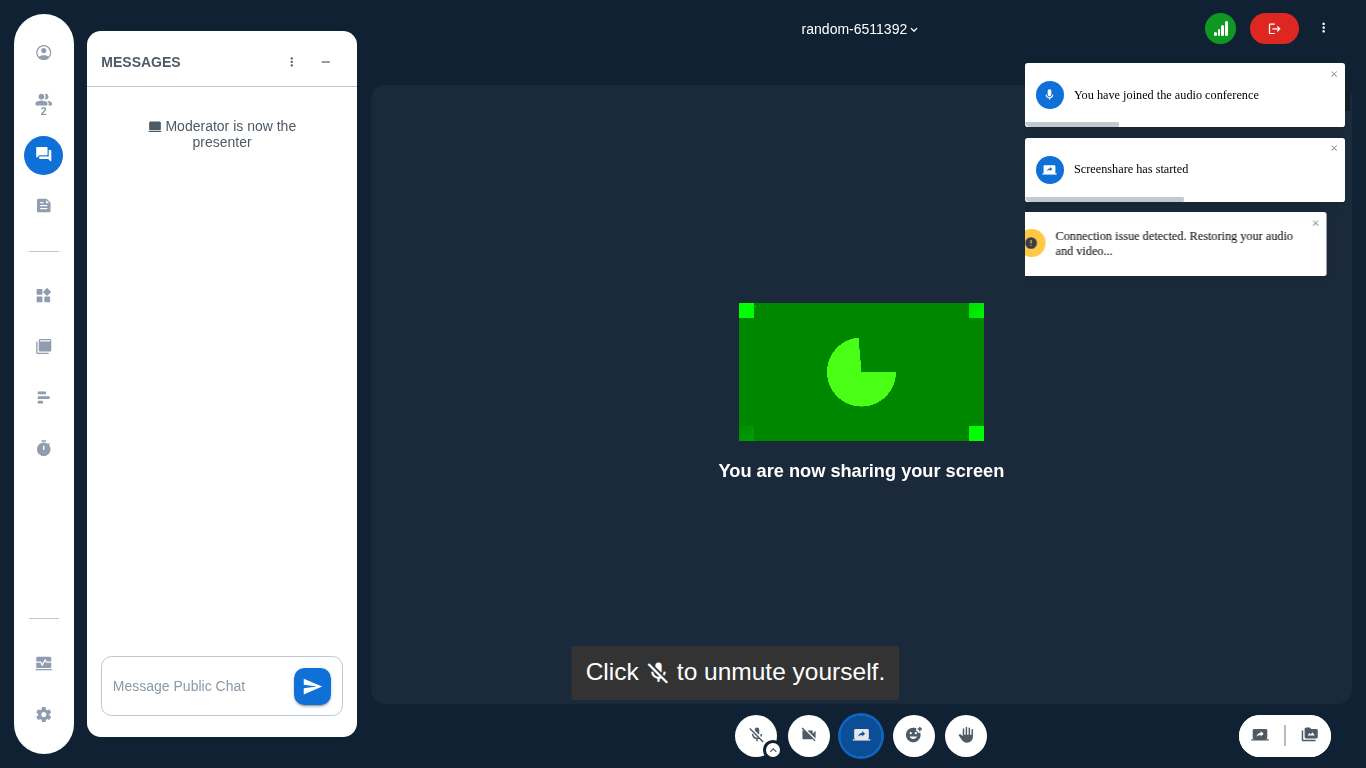 random-6511392
MESSAGES
2
Moderator is now the
presenter
You have joined the audio conference
Screenshare has started
Connection issue detected. Restoring your audio
and video...
You are now sharing your screen
Click to unmute yourself.
Message Public Chat